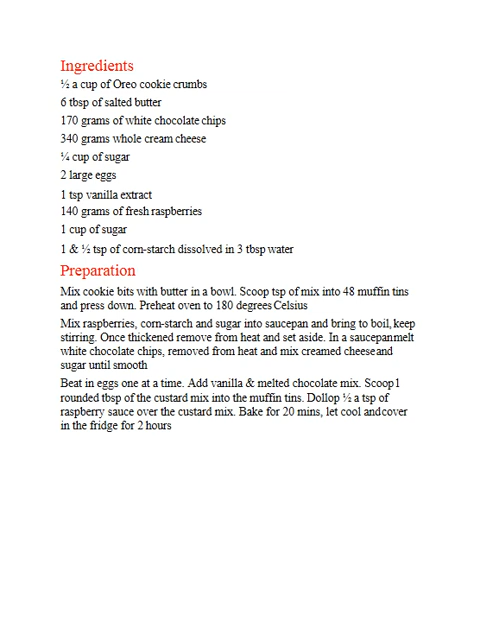 Ingredients
½ a cup of Oreo cookie crumbs
6 tbsp of salted butter
170 grams of white chocolate chips
340 grams whole cream cheese
¼ cup of sugar
2 large eggs
1 tsp vanilla extract
140 grams of fresh raspberries
1 cup of sugar
1 & ½ tsp of corn-starch dissolved in 3 tbsp water
Preparation
Mix cookie bits with butter in a bowl. Scoop tsp of mix into 48 muffin tins
and press down. Preheat oven to 180 degrees Celsius
Mix raspberries, corn-starch and sugar into saucepan and bring to boil, keep
stirring. Once thickened remove from heat and set aside. In a saucepan melt
white chocolate chips, removed from heat and mix creamed cheese and
sugar until smooth
Beat in eggs one at a time. Add vanilla & melted chocolate mix. Scoop 1
rounded tbsp of the custard mix into the muffin tins. Dollop ½ a tsp of
raspberry sauce over the custard mix. Bake for 20 mins, let cool and cover
in the fridge for 2 hours